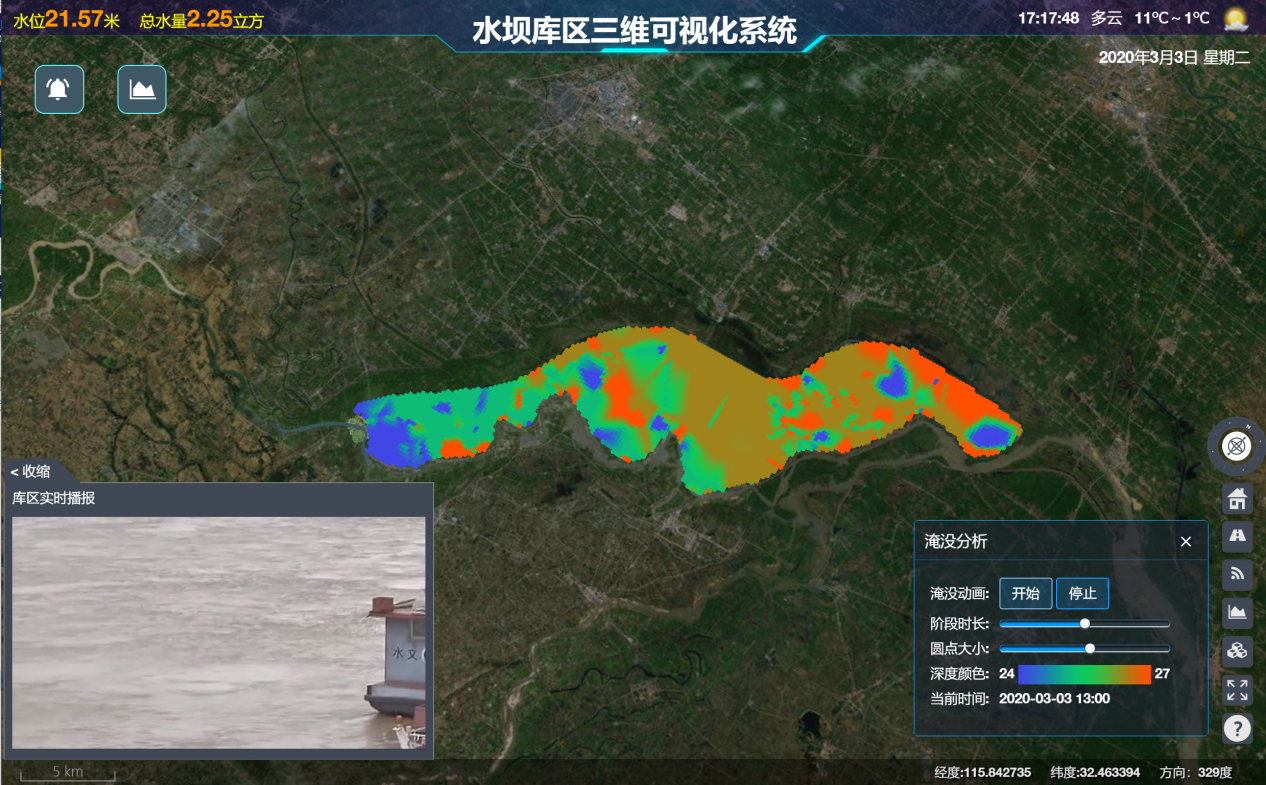 水位21.57米 总水量2.25立方
水坝库区三维可视化系统
17:17:48 多云 11℃~1℃
2020年3月3日 星期二
< 收缩
库区实时播报
水文
淹没分析 ×
淹没动画: 开始 停止
阶段时长:
圆点大小:
深度颜色: 24 27
当前时间: 2020-03-03 13:00
N
?
5 km
经度:115.842735 纬度:32.463394 方向: 329度